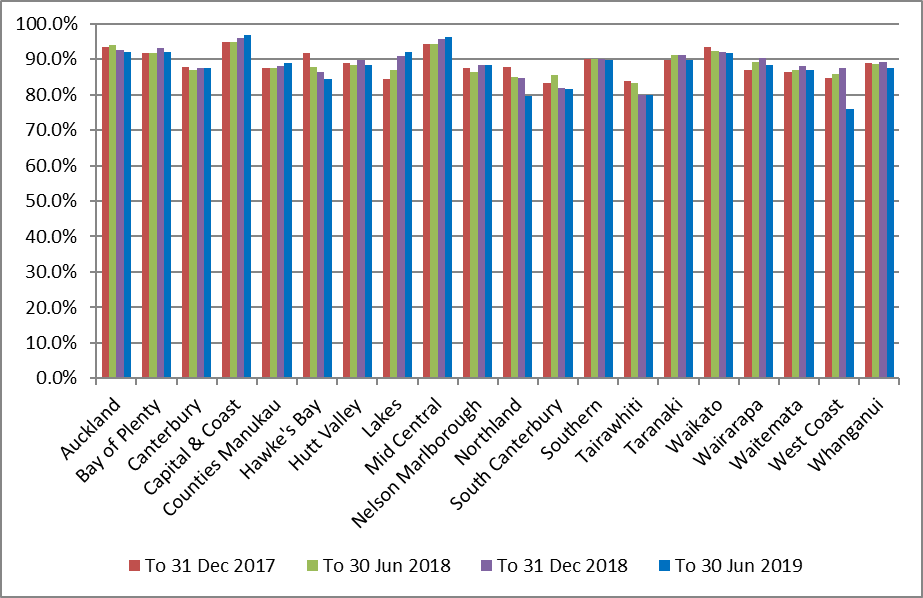 100.0%
90.0%
80.0%
70.0%
60.0%
50.0%
40.0%
30.0%
20.0%
10.0%
0.0%
Auckland
Bay of Plenty
Canterbury
Capital & Coast
Counties Manukau
Hawke's Bay
Hutt Valley
Lakes
Mid Central
Nelson Marlborough
Northland
South Canterbury
Southern
Tairawhiti
Taranaki
Waikato
Wairarapa
Waitemata
West Coast
Whanganui
To 31 Dec 2017 To 30 Jun 2018 To 31 Dec 2018 To 30 Jun 2019